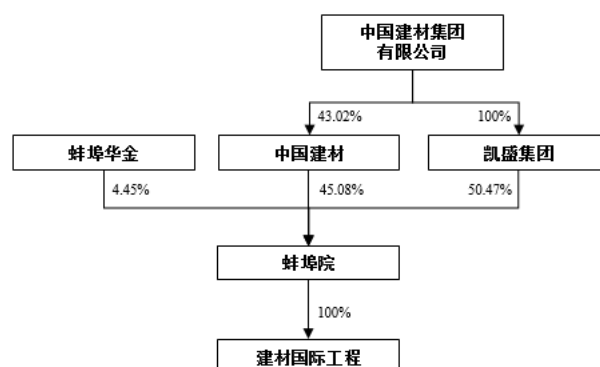 中国建材集团
有限公司
43.02%
100%
蚌埠华金
中国建材
凯盛集团
4.45%
45.08%
50.47%
蚌埠院
100%
建材国际工程